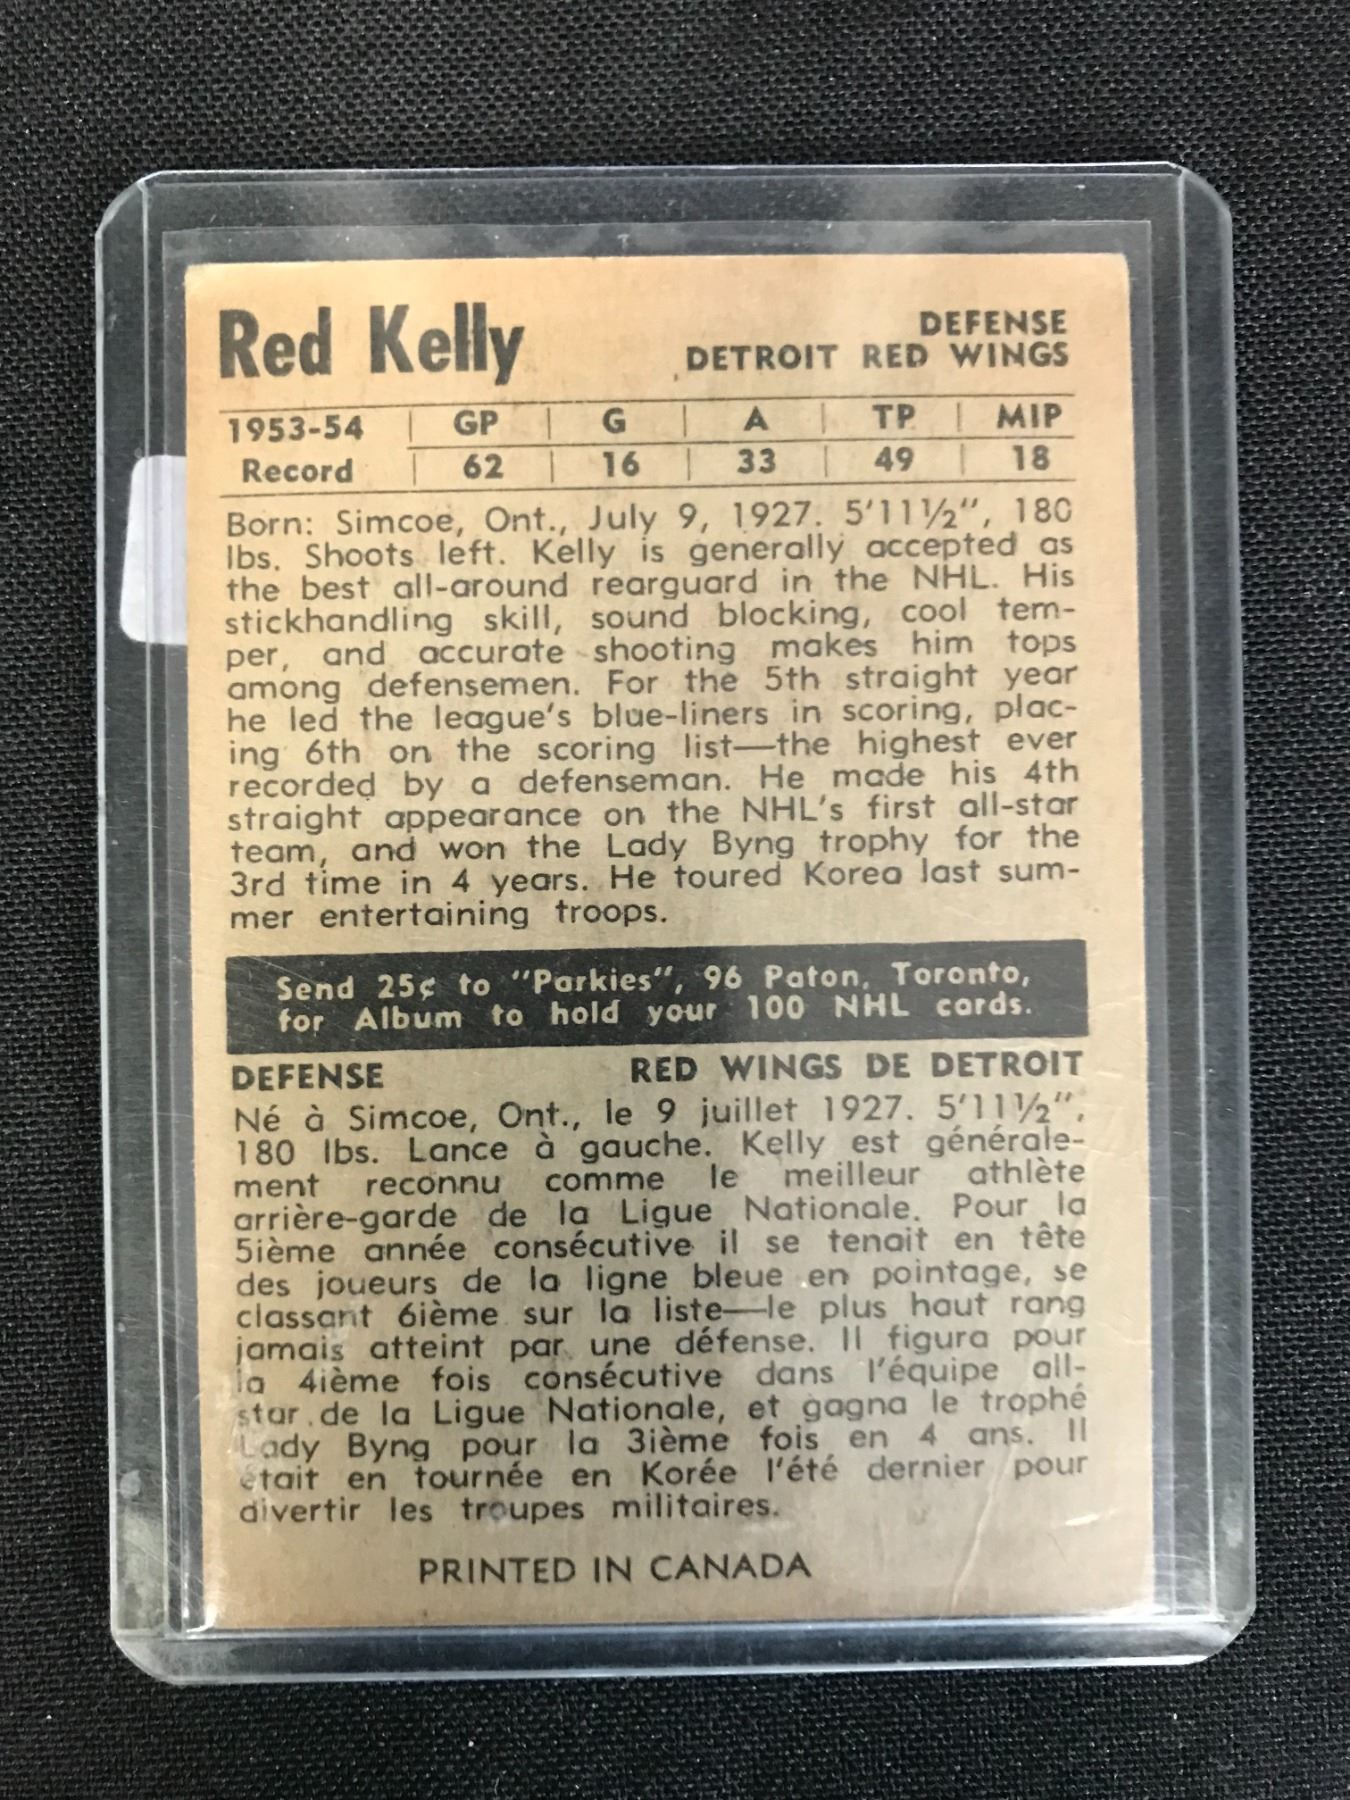 Red Kelly
DEFENSE
DETROIT RED WINGS
1953-54 | GP | G | A | TP | MIP
Record | 62 | 16 | 33 | 49 | 18
Born: Simcoe, Ont., July 9, 1927. 5'11½", 180
lbs. Shoots left. Kelly is generally accepted as
the best all-around rearguard in the NHL. His
stickhandling skill, sound blocking, cool tem-
per, and accurate shooting makes him tops
among defensemen. For the 5th straight year
he led the league's blue-liners in scoring, plac-
ing 6th on the scoring list—the highest ever
recorded by a defenseman. He made his 4th
straight appearance on the NHL's first all-star
team, and won the Lady Byng trophy for the
3rd time in 4 years. He toured Korea last sum-
mer entertaining troops.
Send 25¢ to "Parkies", 96 Paton, Toronto,
for Album to hold your 100 NHL cards.
DEFENSE RED WINGS DE DETROIT
Né à Simcoe, Ont., le 9 juillet 1927. 5'11½",
180 lbs. Lance à gauche. Kelly est générale-
ment reconnu comme le meilleur athlète
arrière-garde de la Ligue Nationale. Pour la
5ième année consécutive il se tenait en tête
des joueurs de la ligne bleue en pointage, se
classant 6ième sur la liste—le plus haut rang
jamais atteint par une défense. Il figura pour
la 4ième fois consécutive dans l'équipe all-
star de la Ligue Nationale, et gagna le trophé
Lady Byng pour la 3ième fois en 4 ans. Il
était en tournée en Korée l'été dernier pour
divertir les troupes militaires.
PRINTED IN CANADA